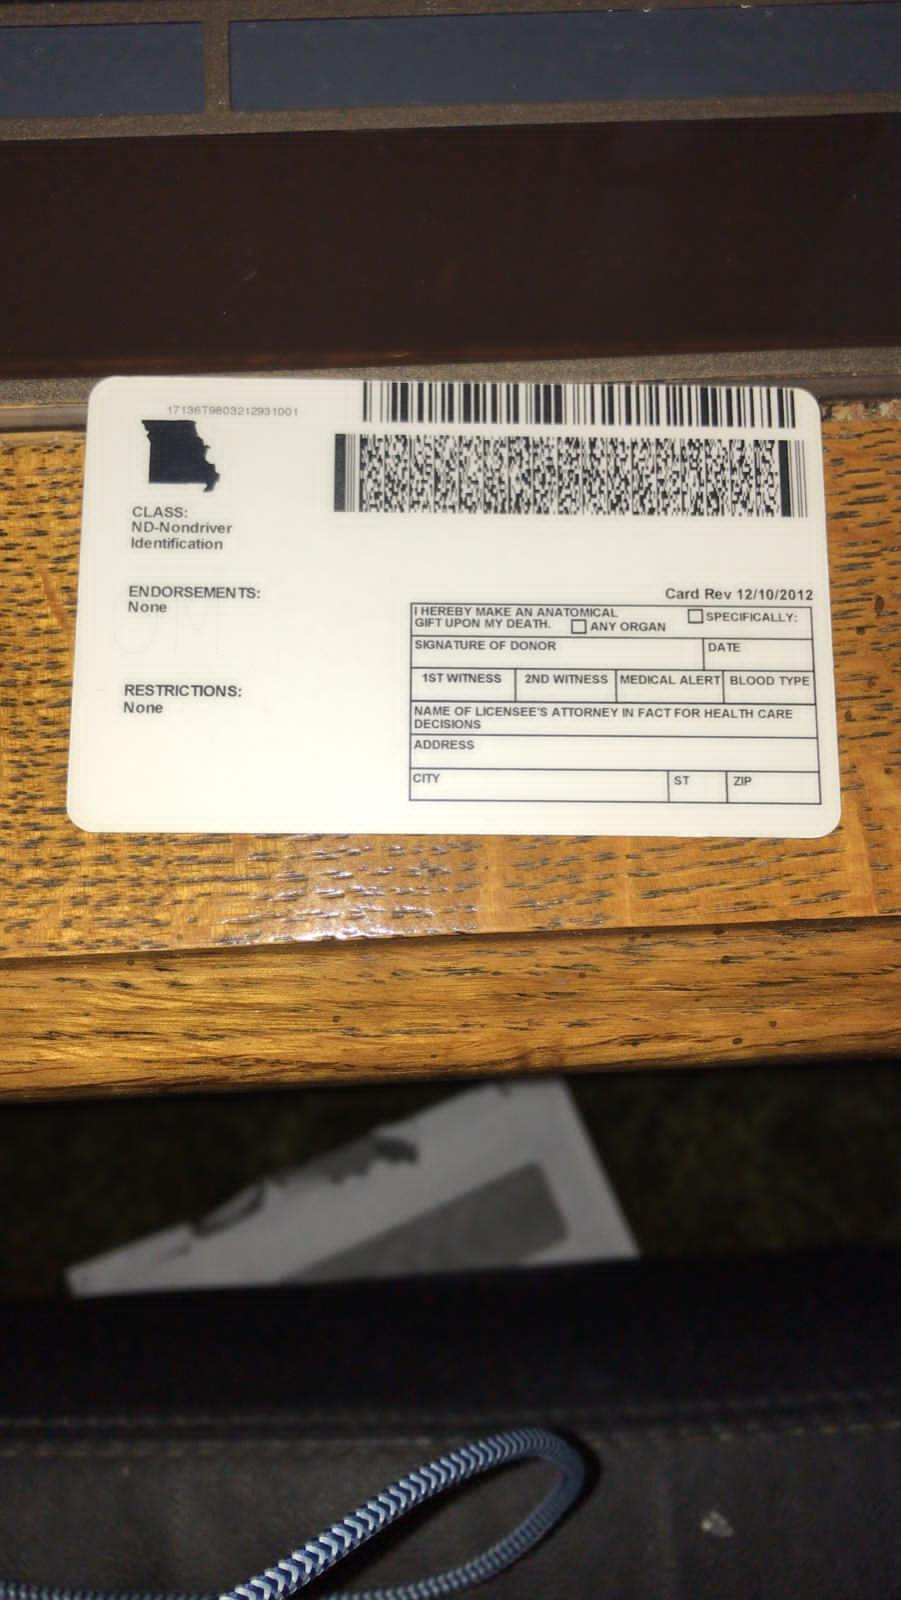 17136T9803212931001
CLASS:
ND-Nondriver
Identification
ENDORSEMENTS:
None
RESTRICTIONS:
None
Card Rev 12/10/2012
I HEREBY MAKE AN ANATOMICAL
GIFT UPON MY DEATH. ANY ORGAN SPECIFICALLY:
SIGNATURE OF DONOR DATE
1ST WITNESS 2ND WITNESS MEDICAL ALERT BLOOD TYPE
NAME OF LICENSEE'S ATTORNEY IN FACT FOR HEALTH CARE
DECISIONS
ADDRESS
CITY ST ZIP